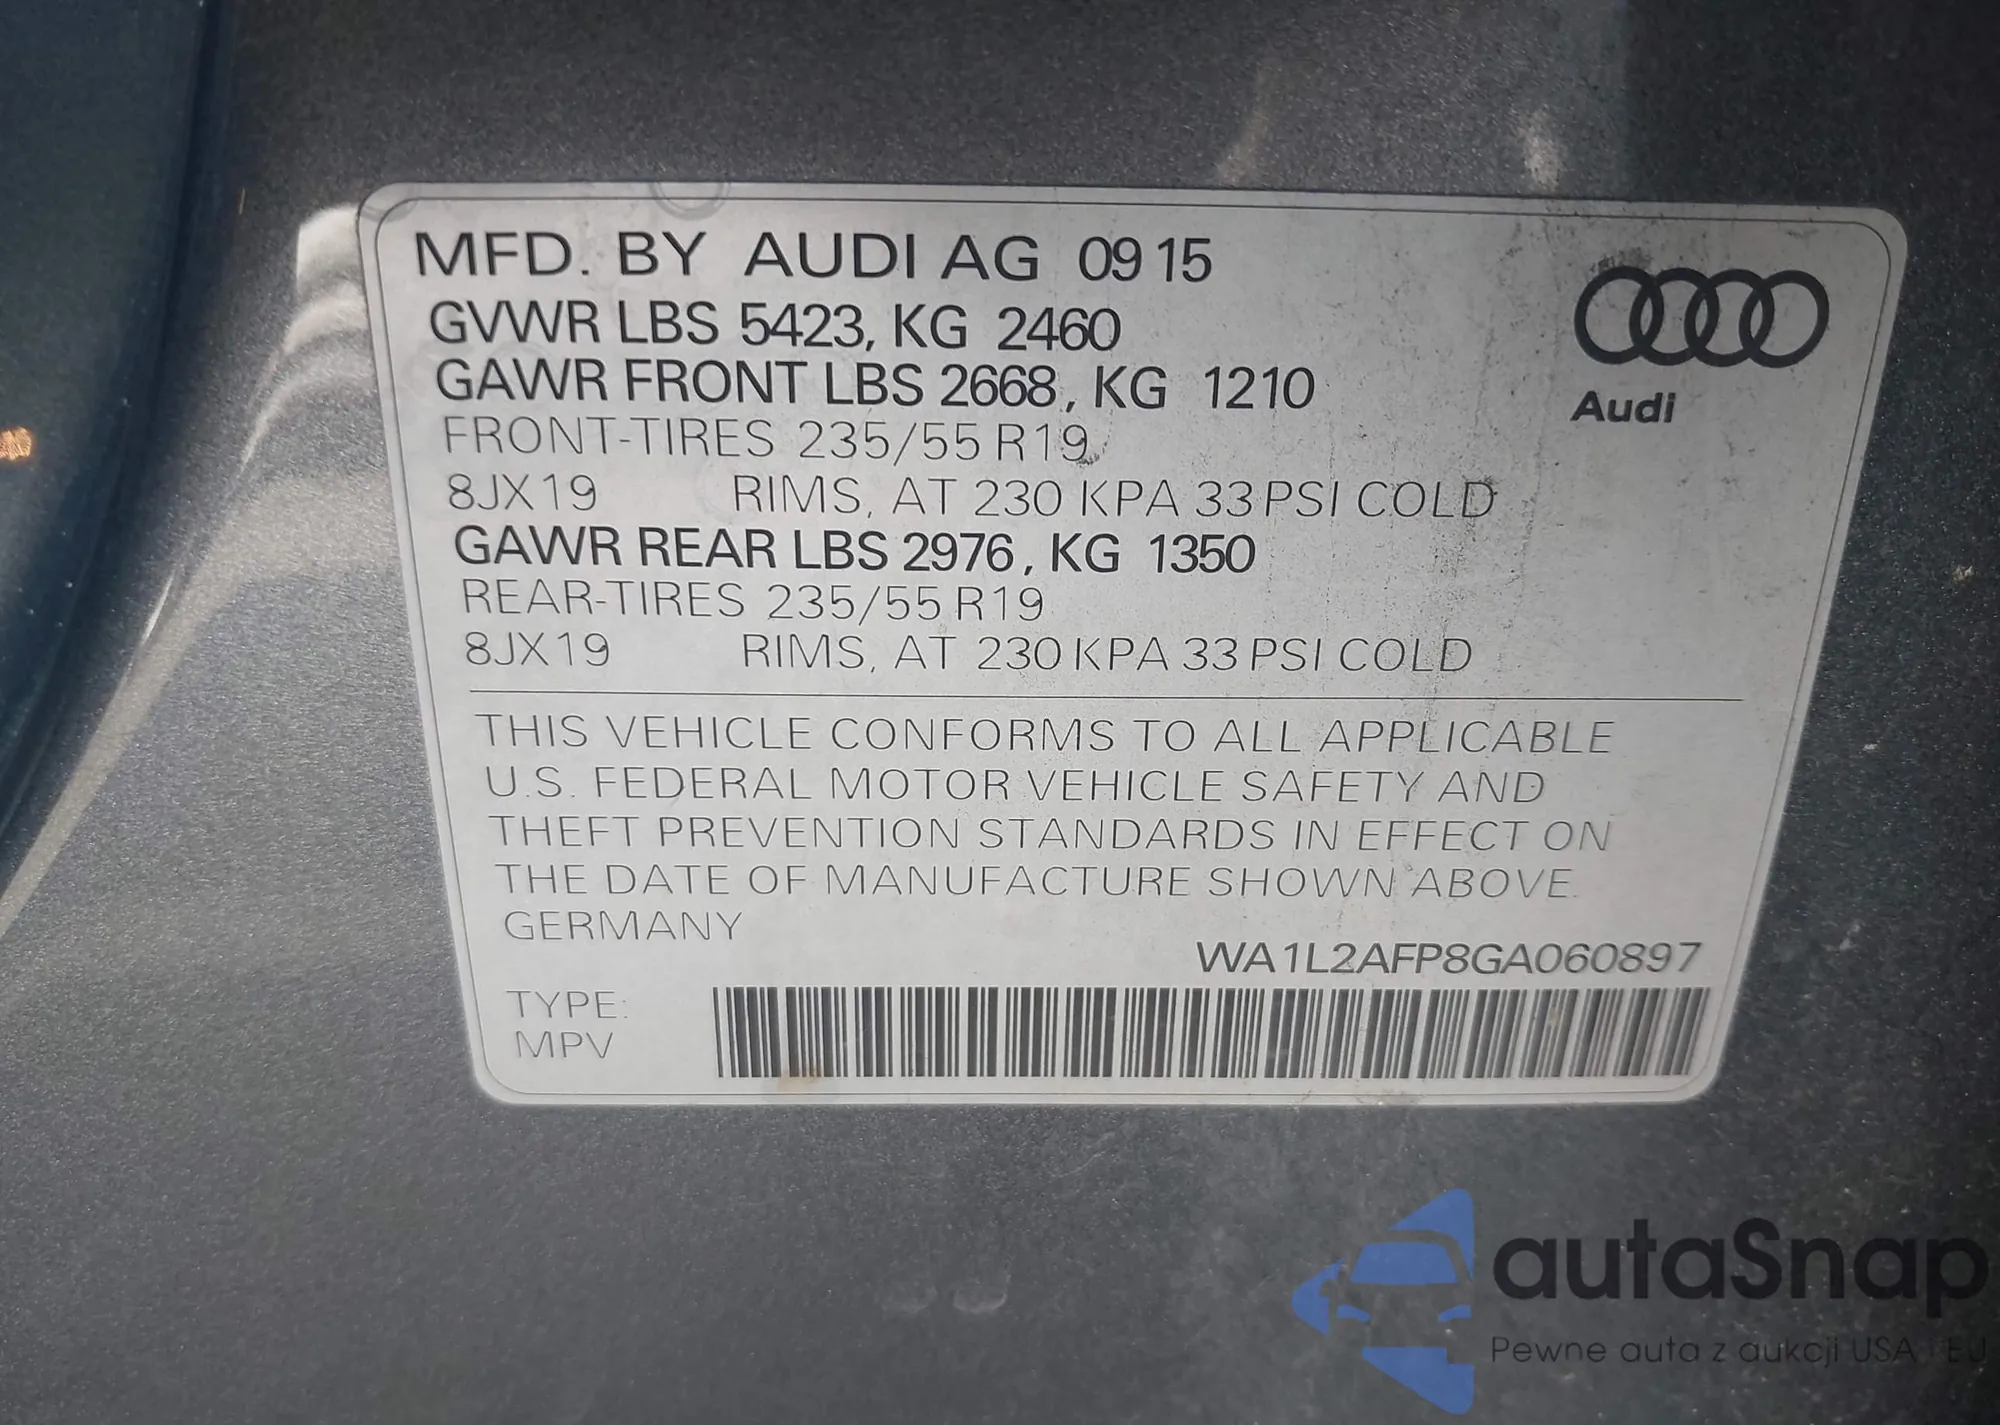 MFD. BY AUDI AG 09 15
GVWR LBS 5423, KG 2460
GAWR FRONT LBS 2668, KG 1210
FRONT-TIRES 235/55 R19
8JX19 RIMS, AT 230 KPA 33 PSI COLD
GAWR REAR LBS 2976, KG 1350
REAR-TIRES 235/55 R19
8JX19 RIMS, AT 230 KPA 33 PSI COLD
Audi
THIS VEHICLE CONFORMS TO ALL APPLICABLE
U.S. FEDERAL MOTOR VEHICLE SAFETY AND
THEFT PREVENTION STANDARDS IN EFFECT ON
THE DATE OF MANUFACTURE SHOWN ABOVE.
GERMANY
WA1L2AFP8GA060897
TYPE:
MPV
autaSnap
Pewne auta z aukcji USA i EU